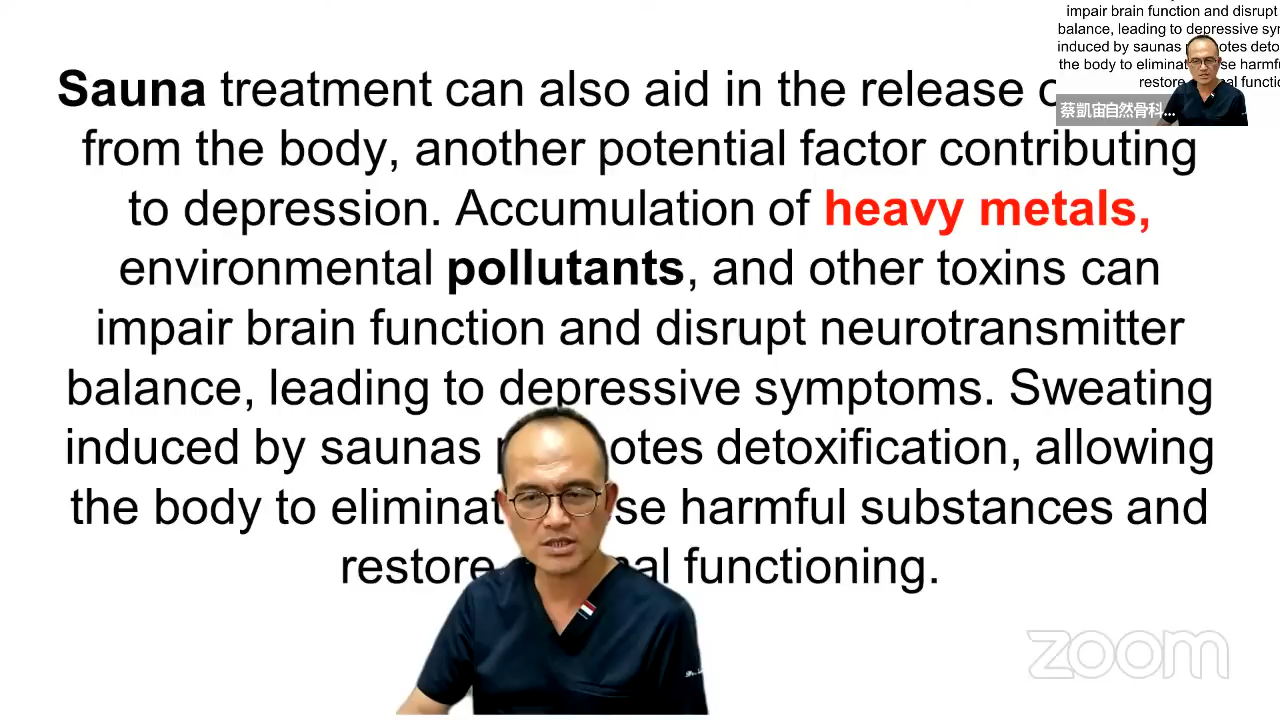 Sauna treatment can also aid in the release
from the body, another potential factor contributing
to depression. Accumulation of heavy metals,
environmental pollutants, and other toxins can
impair brain function and disrupt neurotransmitter
balance, leading to depressive symptoms. Sweating
induced by saunas otes detoxification, allowing
the body to eliminat se harmful substances and
restore al functioning.
impair brain function and disrupt
balance, leading to depressive sy
induced by saunas otes deto
the body to eliminat se harmf
restore al functio
蔡凱宙自然骨科...
zoom